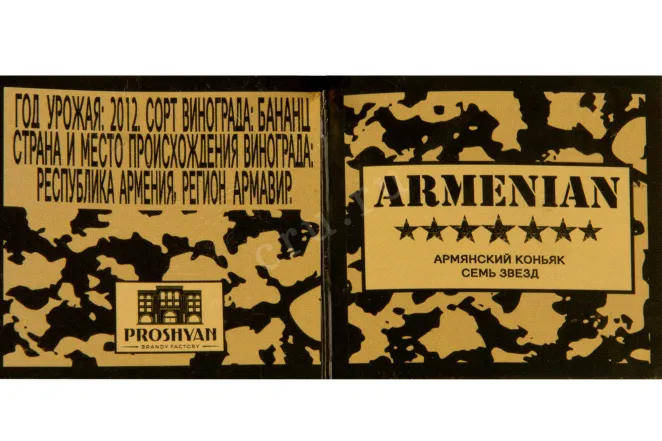 ГОД УРОЖАЯ: 2012. СОРТ ВИНОГРАДА: БАНАНЦ
СТРАНА И МЕСТО ПРОИСХОЖДЕНИЯ ВИНОГРАДА:
РЕСПУБЛИКА АРМЕНИЯ, РЕГИОН АРМАВИР.
PROSHYAN
BRANDY FACTORY
ARMENIAN
АРМЯНСКИЙ КОНЬЯК
СЕМЬ ЗВЕЗД